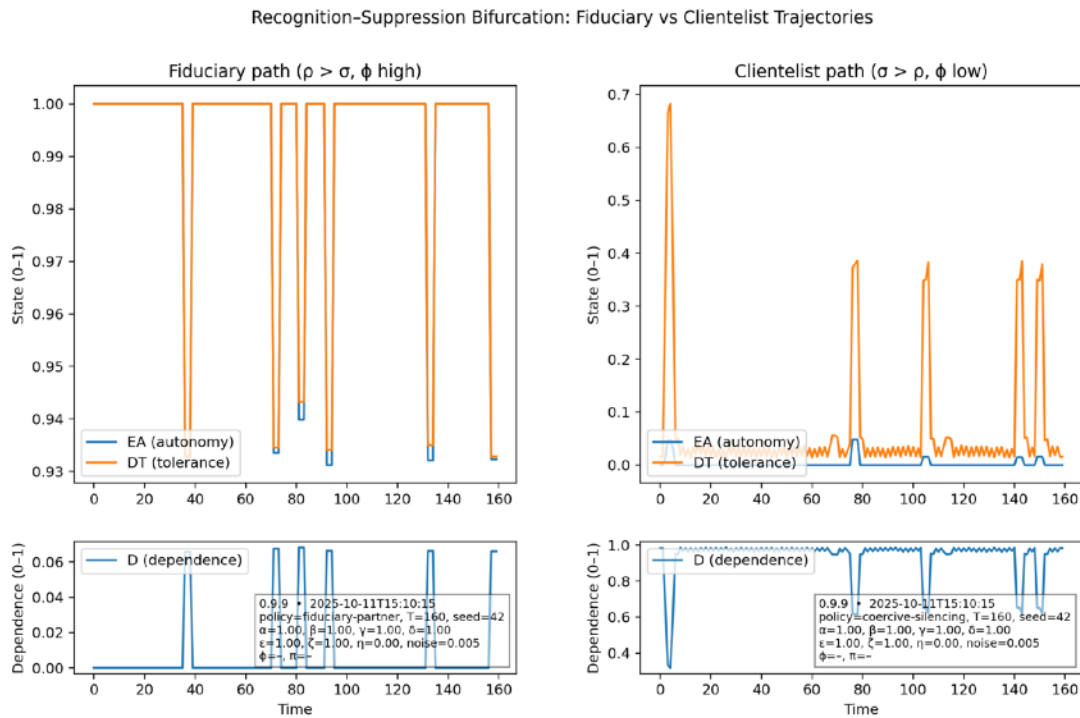 Recognition–Suppression Bifurcation: Fiduciary vs Clientelist Trajectories
Fiduciary path (ρ > σ, ϕ high)
1.00
0.99
0.98
0.97
0.96
0.95
0.94
0.93
State (0–1)
EA (autonomy)
DT (tolerance)
0 20 40 60 80 100 120 140 160
Clientelist path (σ > ρ, ϕ low)
0.7
0.6
0.5
0.4
0.3
0.2
0.1
0.0
State (0–1)
EA (autonomy)
DT (tolerance)
0 20 40 60 80 100 120 140 160
0.06
0.04
0.02
0.00
Dependence (0–1)
D (dependence)
0.9.9 • 2025-10-11T15:10:15
policy=fiduciary-partner, T=160, seed=42
α=1.00, β=1.00, γ=1.00, δ=1.00
ε=1.00, ζ=1.00, η=0.00, noise=0.005
ϕ=–, π=–
0 20 40 60 80 100 120 140 160
Time
1.0
0.8
0.6
0.4
Dependence (0–1)
D (dependence)
0.9.9 • 2025-10-11T15:10:15
policy=coercive-silencing, T=160, seed=42
α=1.00, β=1.00, γ=1.00, δ=1.00
ε=1.00, ζ=1.00, η=0.00, noise=0.005
ϕ=–, π=–
0 20 40 60 80 100 120 140 160
Time